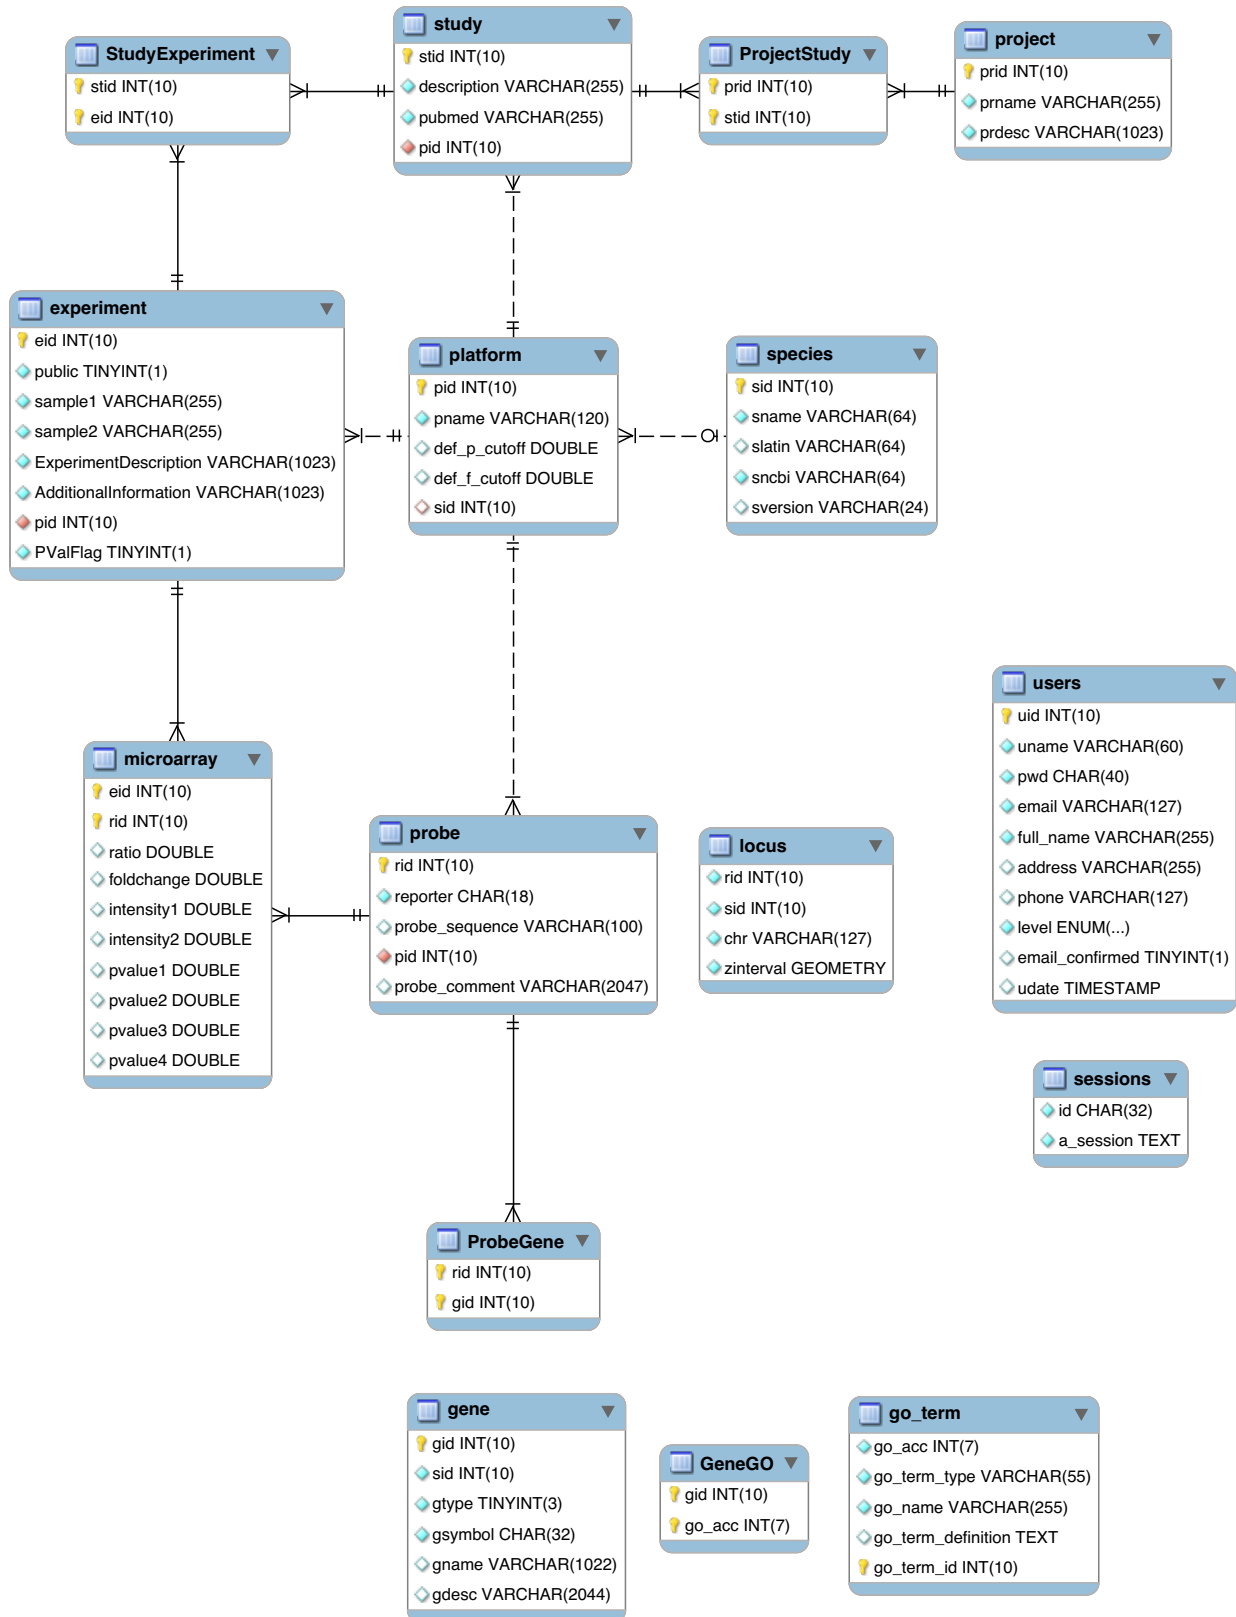 StudyExperiment
stid INT(10)
eid INT(10)
study
stid INT(10)
description VARCHAR(255)
pubmed VARCHAR(255)
pid INT(10)
ProjectStudy
prid INT(10)
stid INT(10)
project
prid INT(10)
prname VARCHAR(255)
prdesc VARCHAR(1023)
experiment
eid INT(10)
public TINYINT(1)
sample1 VARCHAR(255)
sample2 VARCHAR(255)
ExperimentDescription VARCHAR(1023)
AdditionalInformation VARCHAR(1023)
pid INT(10)
PValFlag TINYINT(1)
platform
pid INT(10)
pname VARCHAR(120)
def_p_cutoff DOUBLE
def_f_cutoff DOUBLE
sid INT(10)
species
sid INT(10)
sname VARCHAR(64)
slatin VARCHAR(64)
sncbi VARCHAR(64)
sversion VARCHAR(24)
users
uid INT(10)
uname VARCHAR(60)
pwd CHAR(40)
email VARCHAR(127)
full_name VARCHAR(255)
address VARCHAR(255)
phone VARCHAR(127)
level ENUM(...)
email_confirmed TINYINT(1)
udate TIMESTAMP
microarray
eid INT(10)
rid INT(10)
ratio DOUBLE
foldchange DOUBLE
intensity1 DOUBLE
intensity2 DOUBLE
pvalue1 DOUBLE
pvalue2 DOUBLE
pvalue3 DOUBLE
pvalue4 DOUBLE
probe
rid INT(10)
reporter CHAR(18)
probe_sequence VARCHAR(100)
pid INT(10)
probe_comment VARCHAR(2047)
locus
rid INT(10)
sid INT(10)
chr VARCHAR(127)
zinterval GEOMETRY
sessions
id CHAR(32)
a_session TEXT
ProbeGene
rid INT(10)
gid INT(10)
gene
gid INT(10)
sid INT(10)
gtype TINYINT(3)
gsymbol CHAR(32)
gname VARCHAR(1022)
gdesc VARCHAR(2044)
GeneGO
gid INT(10)
go_acc INT(7)
go_term
go_acc INT(7)
go_term_type VARCHAR(55)
go_name VARCHAR(255)
go_term_definition TEXT
go_term_id INT(10)